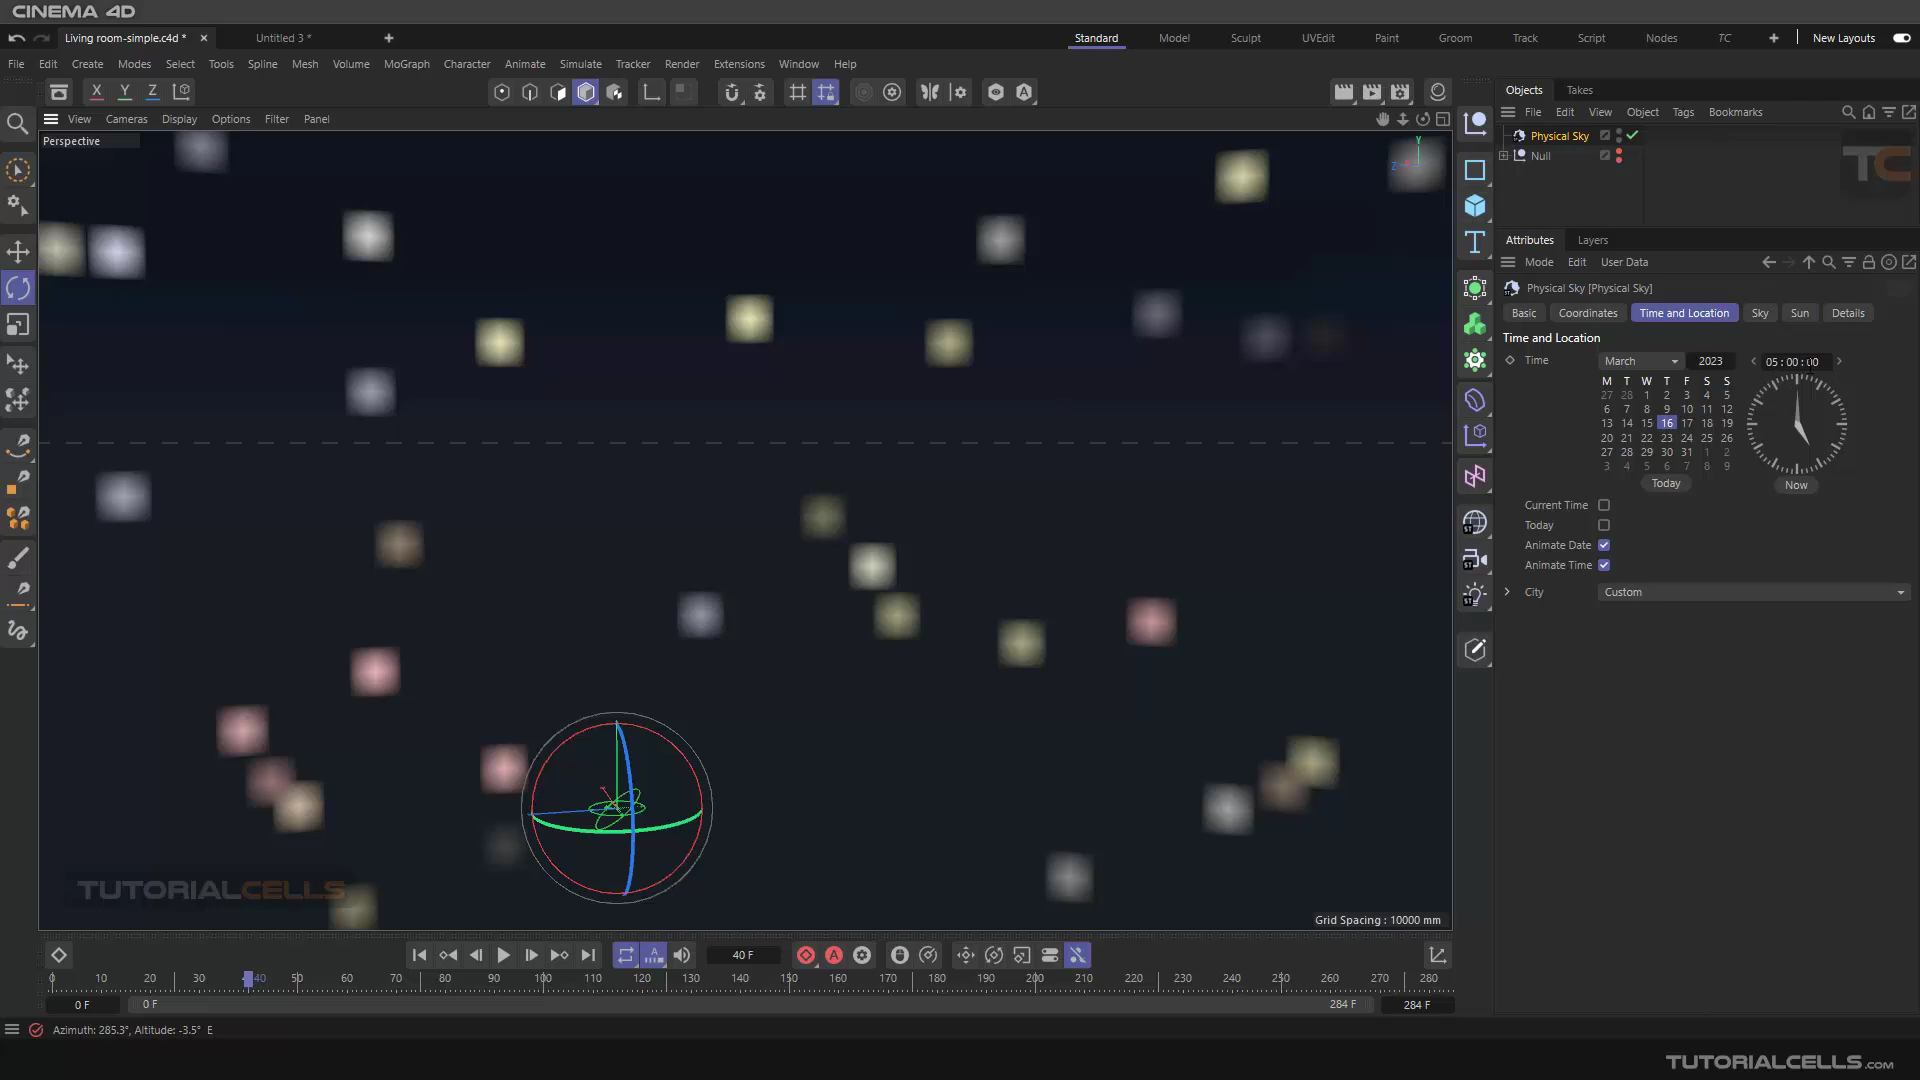 CINEMA 4D
Living room-simple.c4d * Untitled 3 * Standard Model Sculpt UVEdit Paint Groom Track Script Nodes TC New Layouts
File Edit Create Modes Select Tools Spline Mesh Volume MoGraph Character Animate Simulate Tracker Render Extensions Window Help
X Y Z A
View Cameras Display Options Filter Panel
Perspective
Y
Z
Objects Takes
File Edit View Object Tags Bookmarks
Physical Sky
Null
TC
T
Attributes Layers
Mode Edit User Data
Physical Sky [Physical Sky]
Basic Coordinates Time and Location Sky Sun Details
Time and Location
Time March 2023 05 : 00 : 00
M T W T F S S
27 28 1 2 3 4 5
6 7 8 9 10 11 12
13 14 15 16 17 18 19
20 21 22 23 24 25 26
27 28 29 30 31 1 2
3 4 5 6 7 8 9
Today Now
Current Time
Today
Animate Date
Animate Time
City Custom
ST
ST
ST
TUTORIALCELLS
Grid Spacing : 10000 mm
A 40 F A
0 10 20 30 40 50 60 70 80 90 100 110 120 130 140 150 160 170 180 190 200 210 220 230 240 250 260 270 280
0 F 0 F 284 F 284 F
Azimuth: 285.3°, Altitude: -3.5° E
TUTORIALCELLS.COM